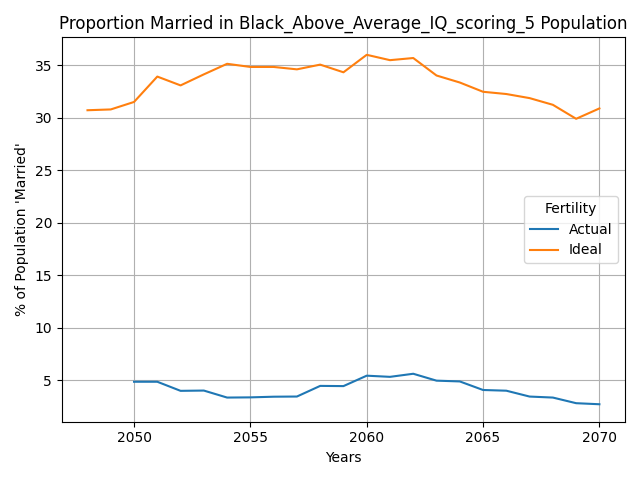 Proportion Married in Black_Above_Average_IQ_scoring_5 Population
% of Population 'Married'
35
30
25
20
15
10
5
Fertility
Actual
Ideal
2050 2055 2060 2065 2070
Years